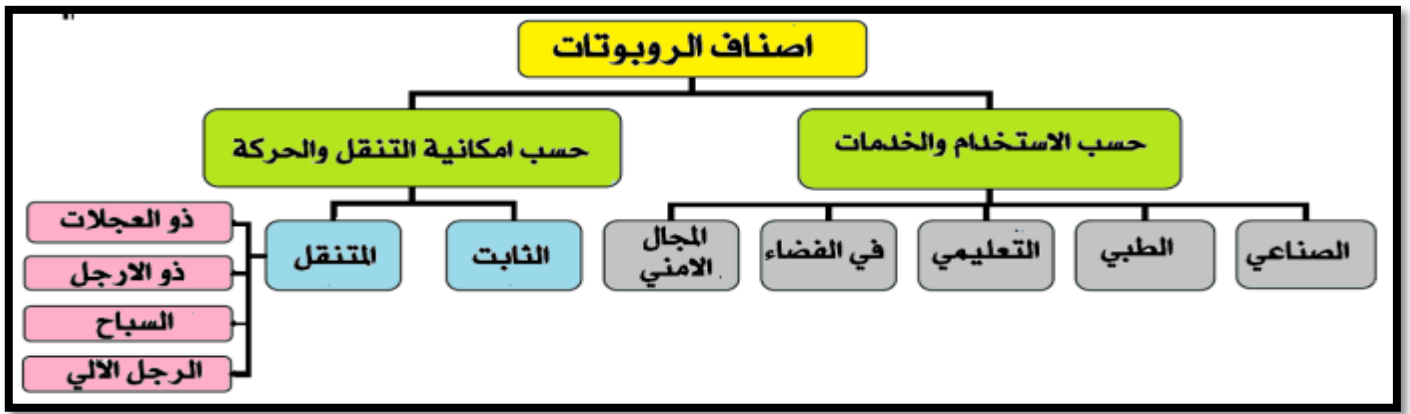 اصناف الروبوتات
حسب الاستخدام والخدمات
حسب امكانية التنقل والحركة
الصناعي
الطبي
التعليمي
في الفضاء
المجال
الامني
الثابت
المتنقل
ذو العجلات
ذو الارجل
السباح
الرجل الآلي